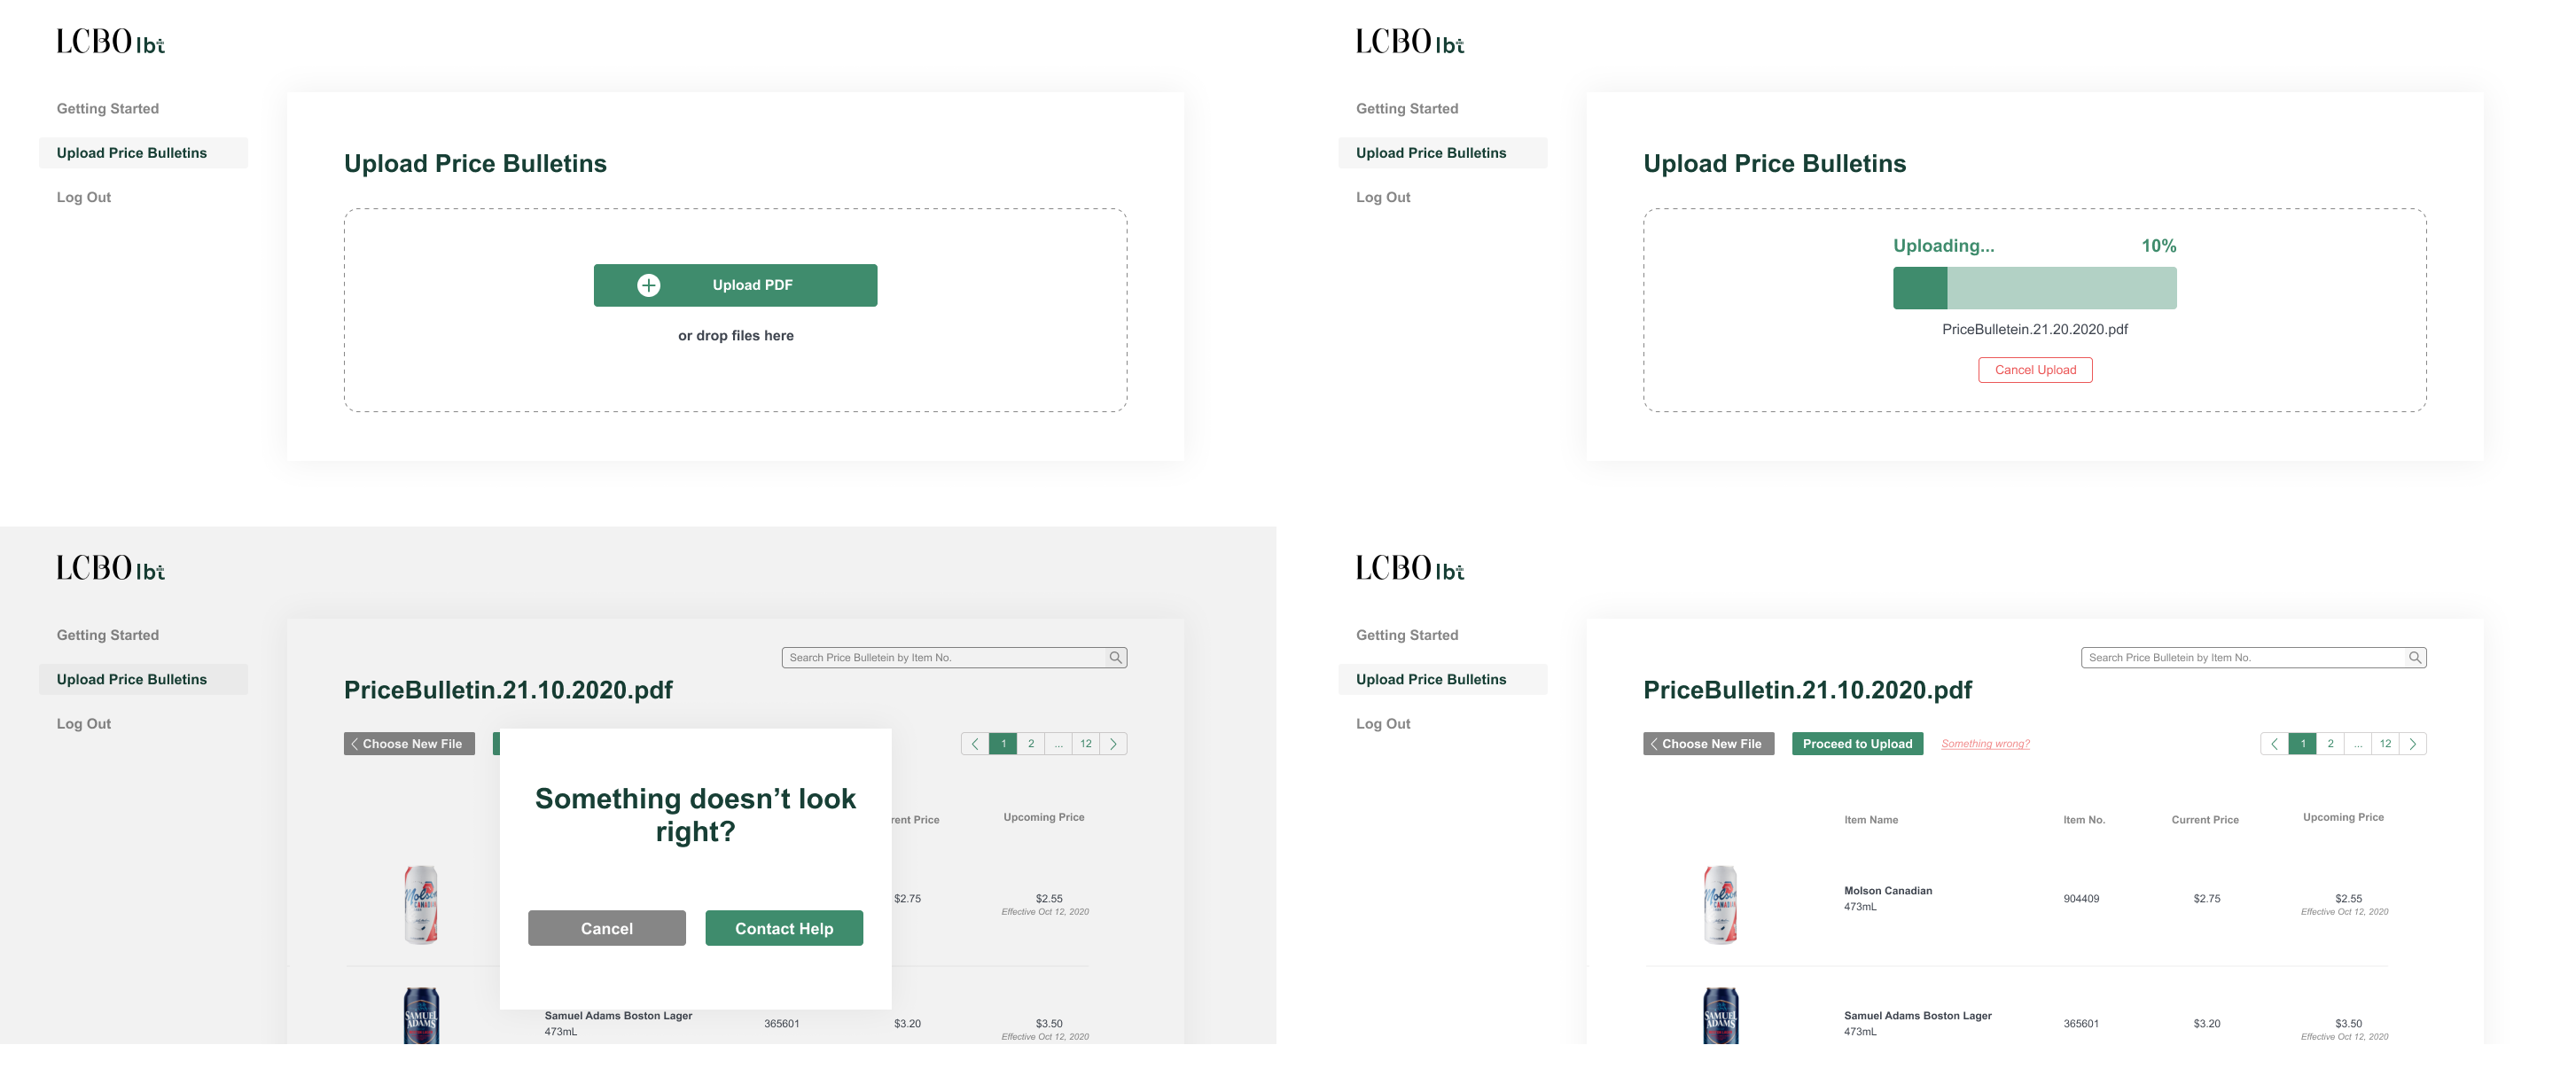 LCBO lbt
Getting Started
Upload Price Bulletins
Log Out
Upload Price Bulletins
Upload PDF
or drop files here
LCBO lbt
Getting Started
Upload Price Bulletins
Log Out
Upload Price Bulletins
Uploading... 10%
PriceBulletein.21.20.2020.pdf
Cancel Upload
LCBO lbt
Getting Started
Upload Price Bulletins
Log Out
Search Price Bulletein by Item No.
PriceBulletin.21.10.2020.pdf
Choose New File
1 2 ... 12
Something doesn’t look
right?
Cancel Contact Help
rent Price Upcoming Price
Molson
CANADIAN
$2.75 $2.55
Effective Oct 12, 2020
SAMUEL
ADAMS
Samuel Adams Boston Lager
473mL
365601 $3.20 $3.50
Effective Oct 12, 2020
LCBO lbt
Getting Started
Upload Price Bulletins
Log Out
Search Price Bulletein by Item No.
PriceBulletin.21.10.2020.pdf
Choose New File Proceed to Upload Something wrong?
1 2 ... 12
Item Name Item No. Current Price Upcoming Price
Molson
CANADIAN
Molson Canadian
473mL
904409 $2.75 $2.55
Effective Oct 12, 2020
SAMUEL
ADAMS
Samuel Adams Boston Lager
473mL
365601 $3.20 $3.50
Effective Oct 12, 2020